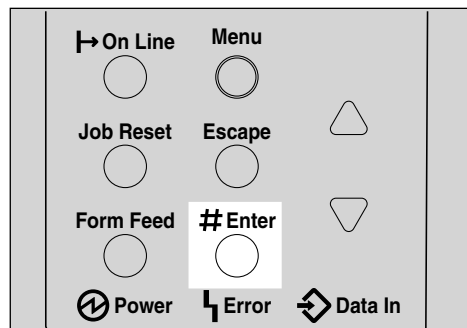 On Line Menu
Job Reset Escape
Form Feed # Enter
Power Error Data In